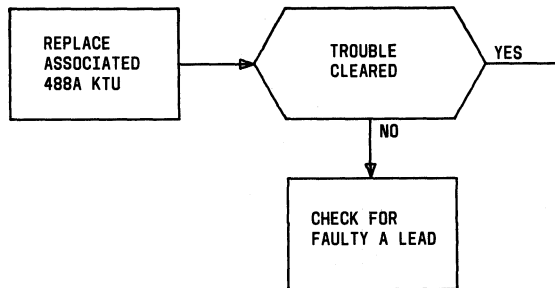 REPLACE
ASSOCIATED
488A KTU
TROUBLE
CLEARED
YES
NO
CHECK FOR
FAULTY A LEAD